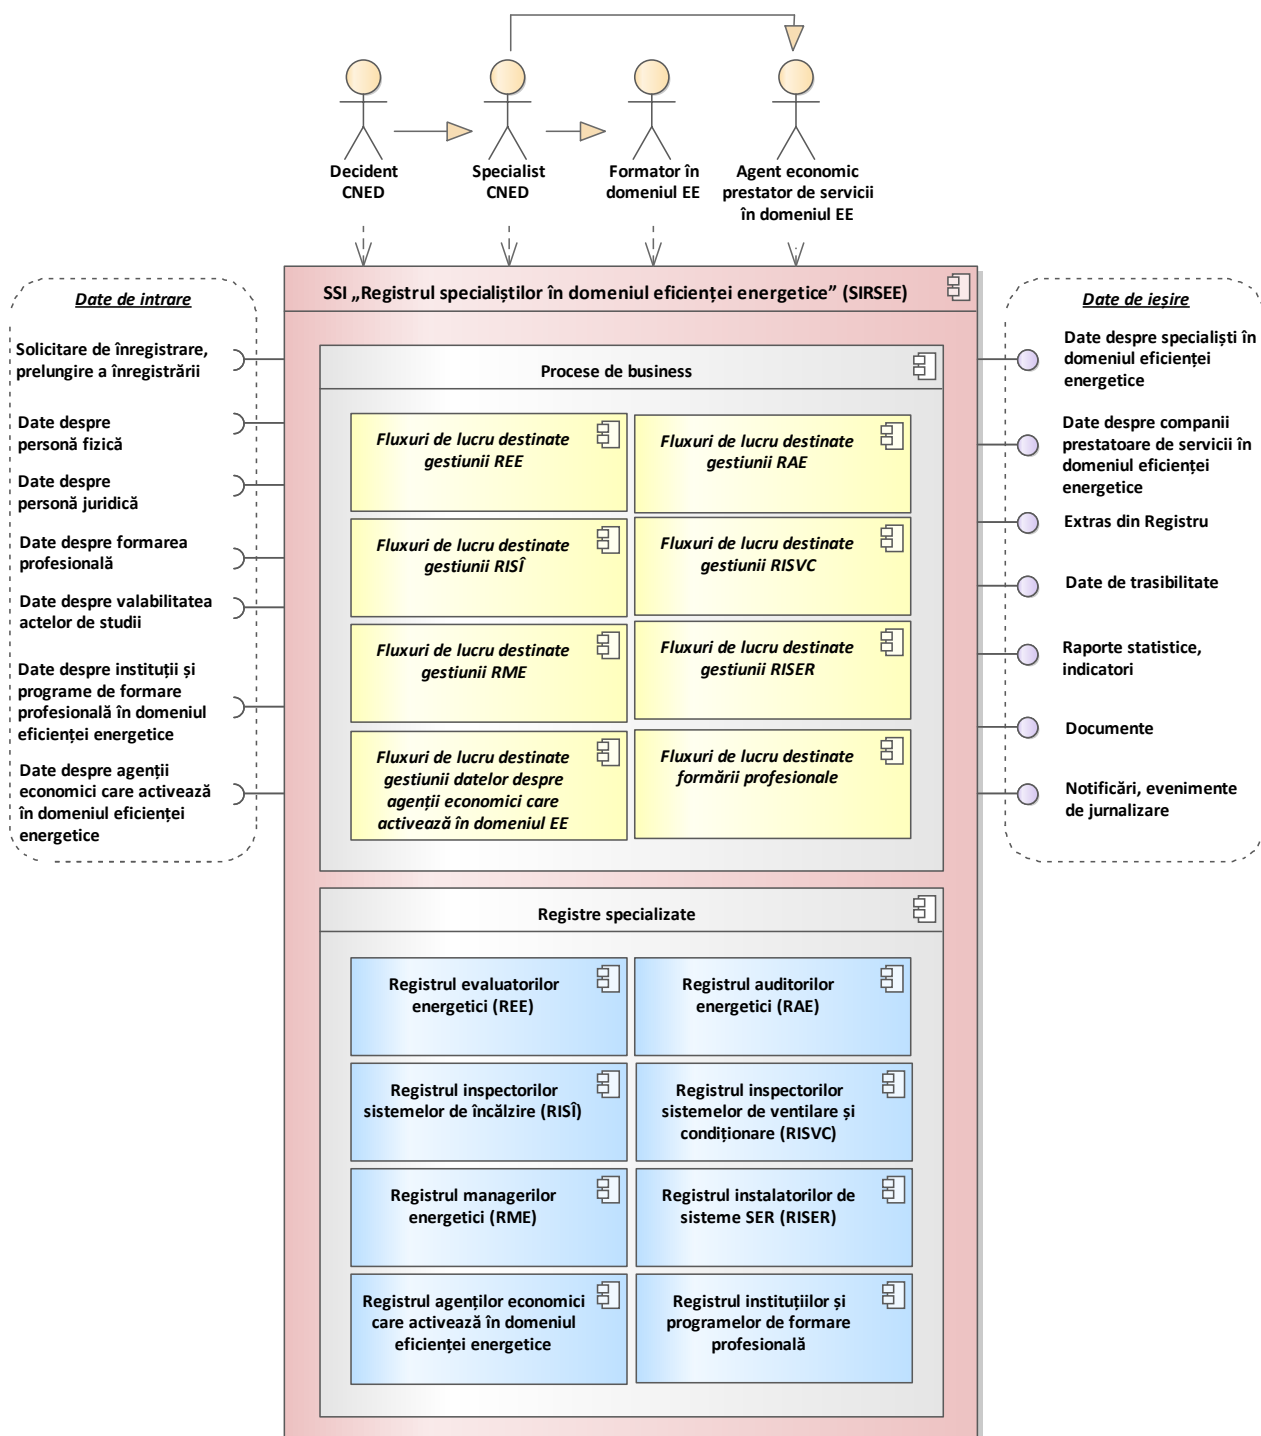 Decident
CNED
Specialist
CNED
Formator în
domeniul EE
Agent economic
prestator de servicii
în domeniul EE
Date de intrare
Solicitare de înregistrare,
prelungire a înregistrării
Date despre
personă fizică
Date despre
personă juridică
Date despre formarea
profesională
Date despre valabilitatea
actelor de studii
Date despre instituții și
programe de formare
profesională în domeniul
eficienței energetice
Date despre agenții
economici care activează
în domeniul eficienței
energetice
SSI „Registrul specialiștilor în domeniul eficienței energetice” (SIRSEE)
Procese de business
Fluxuri de lucru destinate
gestiunii REE
Fluxuri de lucru destinate
gestiunii RAE
Fluxuri de lucru destinate
gestiunii RISÎ
Fluxuri de lucru destinate
gestiunii RISVC
Fluxuri de lucru destinate
gestiunii RME
Fluxuri de lucru destinate
gestiunii RISER
Fluxuri de lucru destinate
gestiunii datelor despre
agenții economici care
activează în domeniul EE
Fluxuri de lucru destinate
formării profesionale
Registre specializate
Registrul evaluatorilor
energetici (REE)
Registrul auditorilor
energetici (RAE)
Registrul inspectorilor
sistemelor de încălzire (RISÎ)
Registrul inspectorilor
sistemelor de ventilare și
condiționare (RISVC)
Registrul managerilor
energetici (RME)
Registrul instalatorilor de
sisteme SER (RISER)
Registrul agenților economici
care activează în domeniul
eficienței energetice
Registrul instituțiilor și
programelor de formare
profesională
Date de ieșire
Date despre specialiști în
domeniul eficienței
energetice
Date despre companii
prestatoare de servicii în
domeniul eficienței
energetice
Extras din Registru
Date de trasibilitate
Raporte statistice,
indicatori
Documente
Notificări, evenimente
de jurnalizare